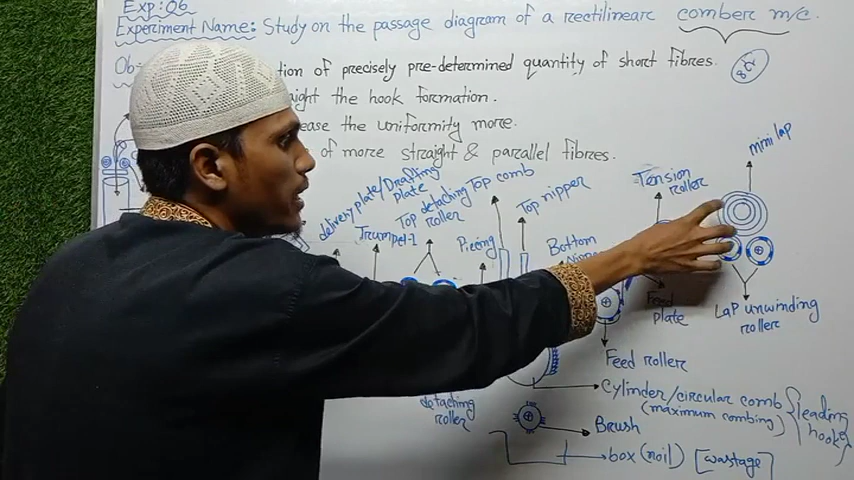 Exp: 06
Experiment Name: Study on the passage diagram of a rectilinear comber m/c.
tion of precisely pre-determined quantity of short fibres.
aight the hook formation.
ease the uniformity more.
of more straight & parallel fibres.
mini lap
Tension roller
Top comb
Top nipper
delivery plate/Drafting plate
Top detaching roller
Trumpet-1
Piecing
Bottom
plate
Lap unwinding roller
Feed roller
detaching roller
Cylinder/circular comb
(maximum combing)
leading
Brush
box (noil) [wastage]